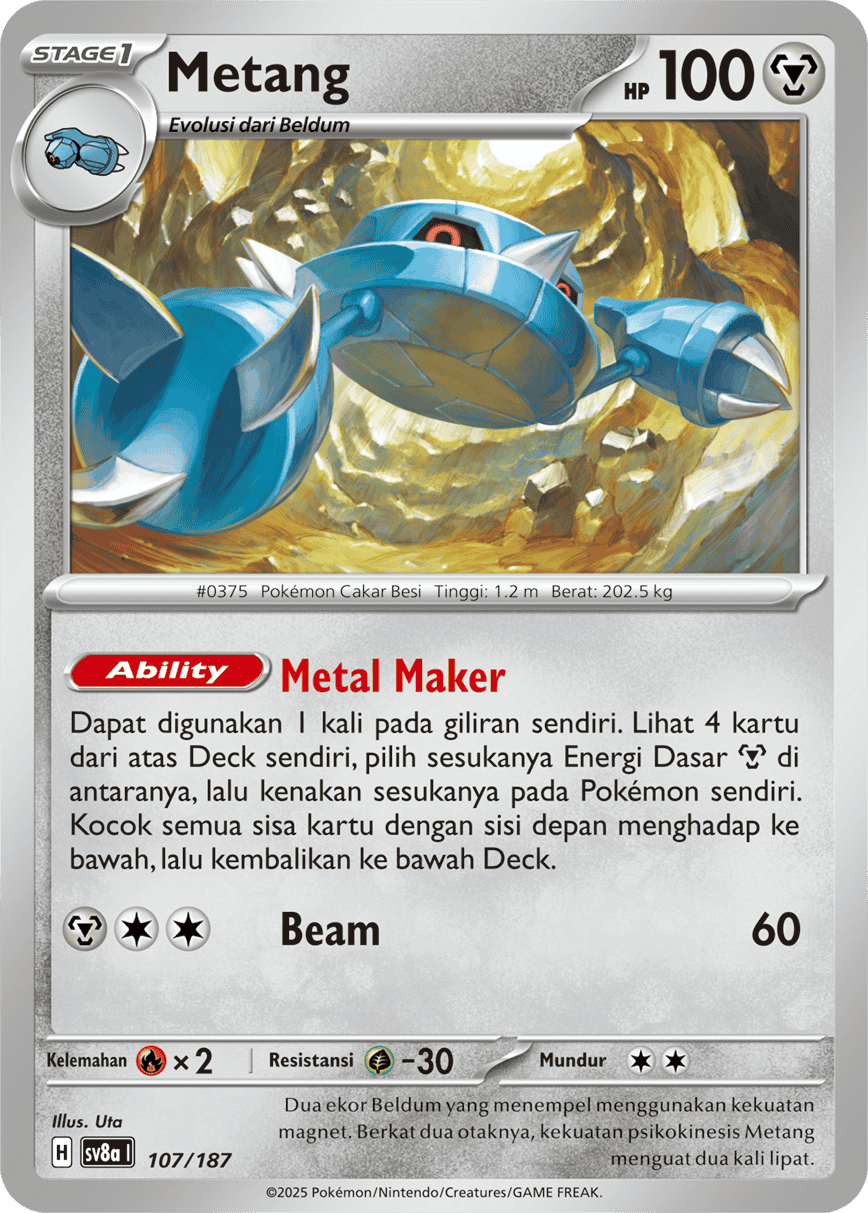 STAGE1
Metang
HP 100
Evolusi dari Beldum
#0375 Pokémon Cakar Besi Tinggi: 1.2 m Berat: 202.5 kg
Ability Metal Maker
Dapat digunakan 1 kali pada giliran sendiri. Lihat 4 kartu
dari atas Deck sendiri, pilih sesukanya Energi Dasar di
antaranya, lalu kenakan sesukanya pada Pokémon sendiri.
Kocok semua sisa kartu dengan sisi depan menghadap ke
bawah, lalu kembalikan ke bawah Deck.
Beam 60
Kelemahan ×2 Resistansi -30 Mundur
Illus. Uta
Dua ekor Beldum yang menempel menggunakan kekuatan
magnet. Berkat dua otaknya, kekuatan psikokinesis Metang
menguat dua kali lipat.
H sv8a I 107/187
©2025 Pokémon/Nintendo/Creatures/GAME FREAK.